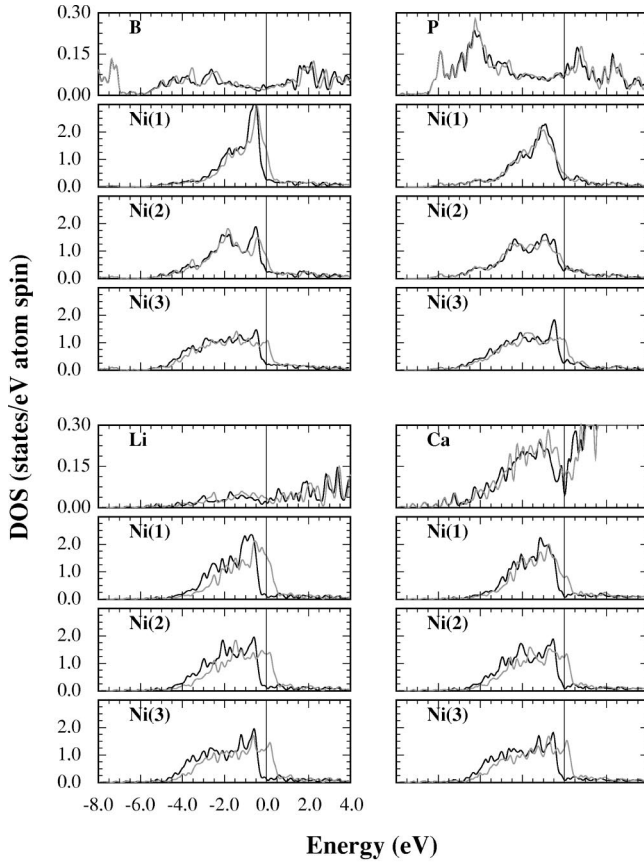 DOS (states/eV atom spin)
B
0.30
0.15
0.00
P
Ni(1)
2.0
1.0
0.0
Ni(1)
Ni(2)
2.0
1.0
0.0
Ni(2)
Ni(3)
2.0
1.0
0.0
Ni(3)
Li
0.30
0.15
0.00
Ca
Ni(1)
2.0
1.0
0.0
Ni(1)
Ni(2)
2.0
1.0
0.0
Ni(2)
Ni(3)
2.0
1.0
0.0
Ni(3)
-8.0 -6.0 -4.0 -2.0 0.0 2.0 4.0
Energy (eV)